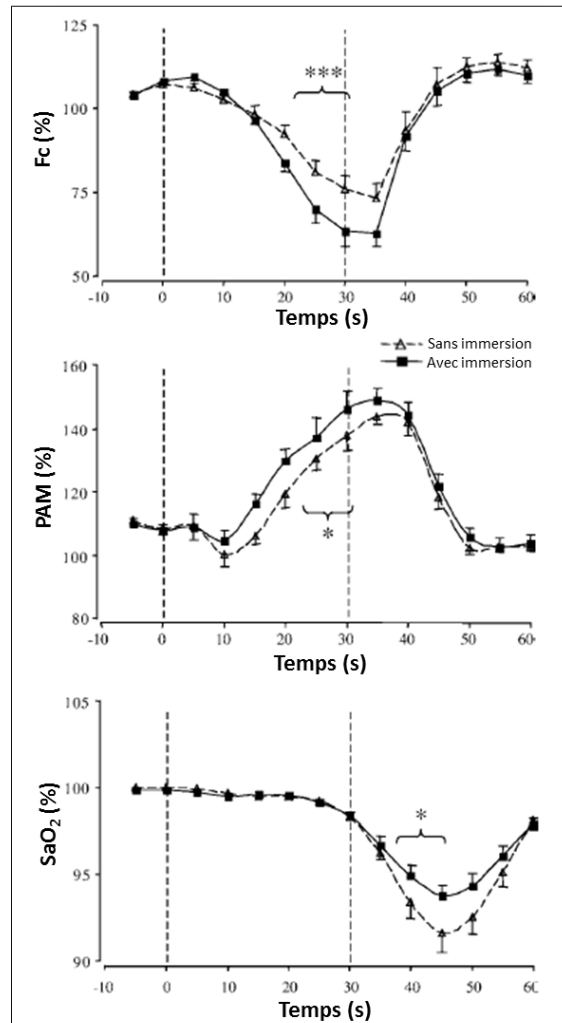 125
***
100
Fc (%)
75
50
-10 0 10 20 30 40 50 60
Temps (s)
Sans immersion
Avec immersion
160
140
PAM (%)
120
*
100
80
-10 0 10 20 30 40 50 60
Temps (s)
105
100
SaO₂ (%)
*
95
90
-10 0 10 20 30 40 50 60
Temps (s)